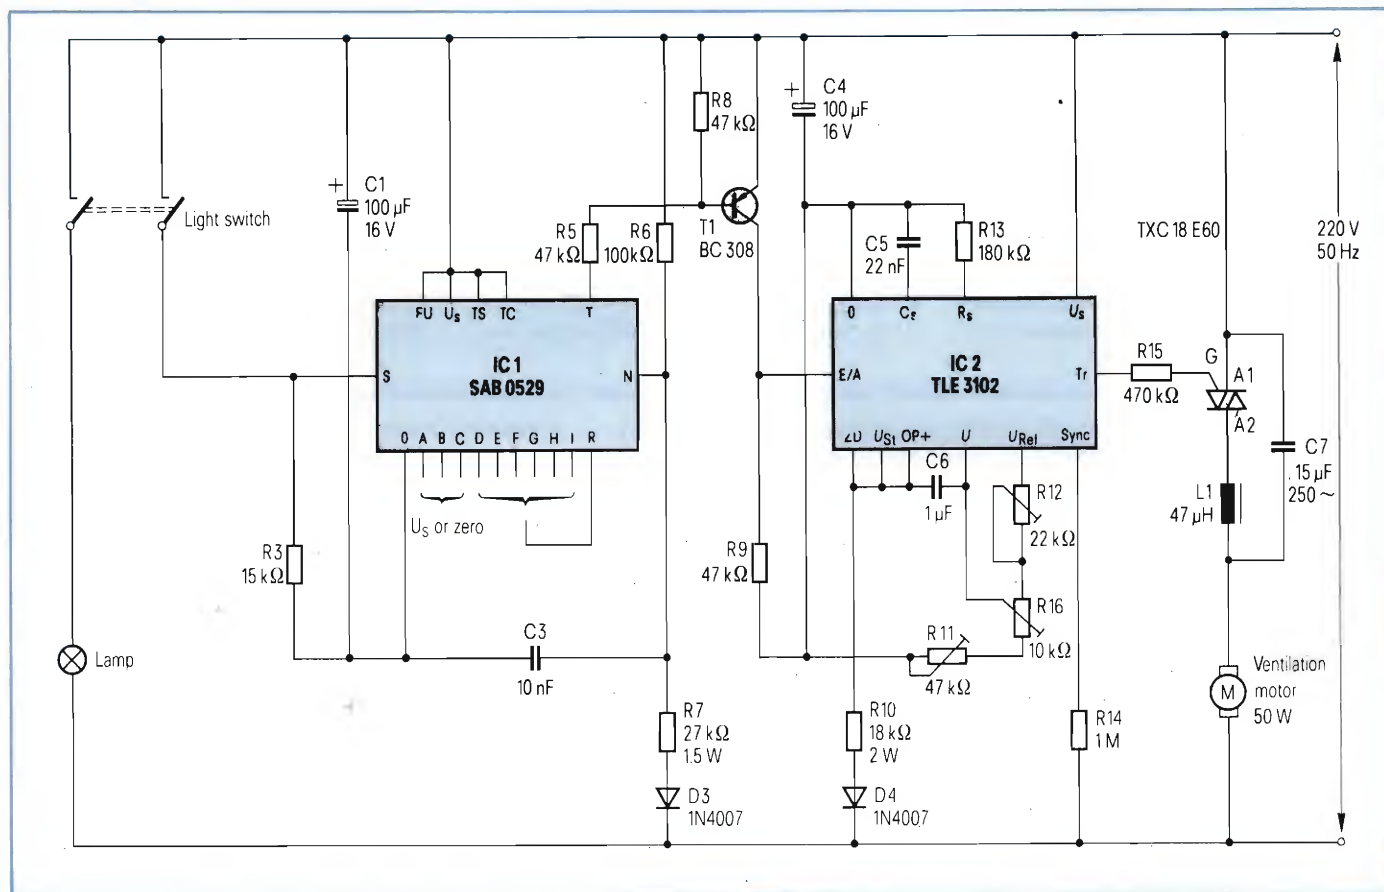 Light switch
C1
100 µF
16 V
+
R5
47 kΩ
R6
100kΩ
R8
47 kΩ
T1
BC 308
+
C4
100 µF
16 V
C5
22 nF
R13
180 kΩ
TXC 18 E60
220 V
50 Hz
FU Us TS TC T
IC 1
SAB 0529
S
N
0 A B C D E F G H I R
Us or zero
0 Cs Rs Us
IC 2
TLE 3102
E/A
Tr
USt OP+ U URef Sync
R15
470 kΩ
G
A1
A2
C7
.15 µF
250 ~
L1
47 µH
C6
1 µF
R12
22 kΩ
R3
15 kΩ
R9
47 kΩ
R16
10 kΩ
R11
47 kΩ
C3
10 nF
Lamp
R7
27 kΩ
1.5 W
R10
18 kΩ
2 W
R14
1 M
M
Ventilation
motor
50 W
D3
1N4007
D4
1N4007